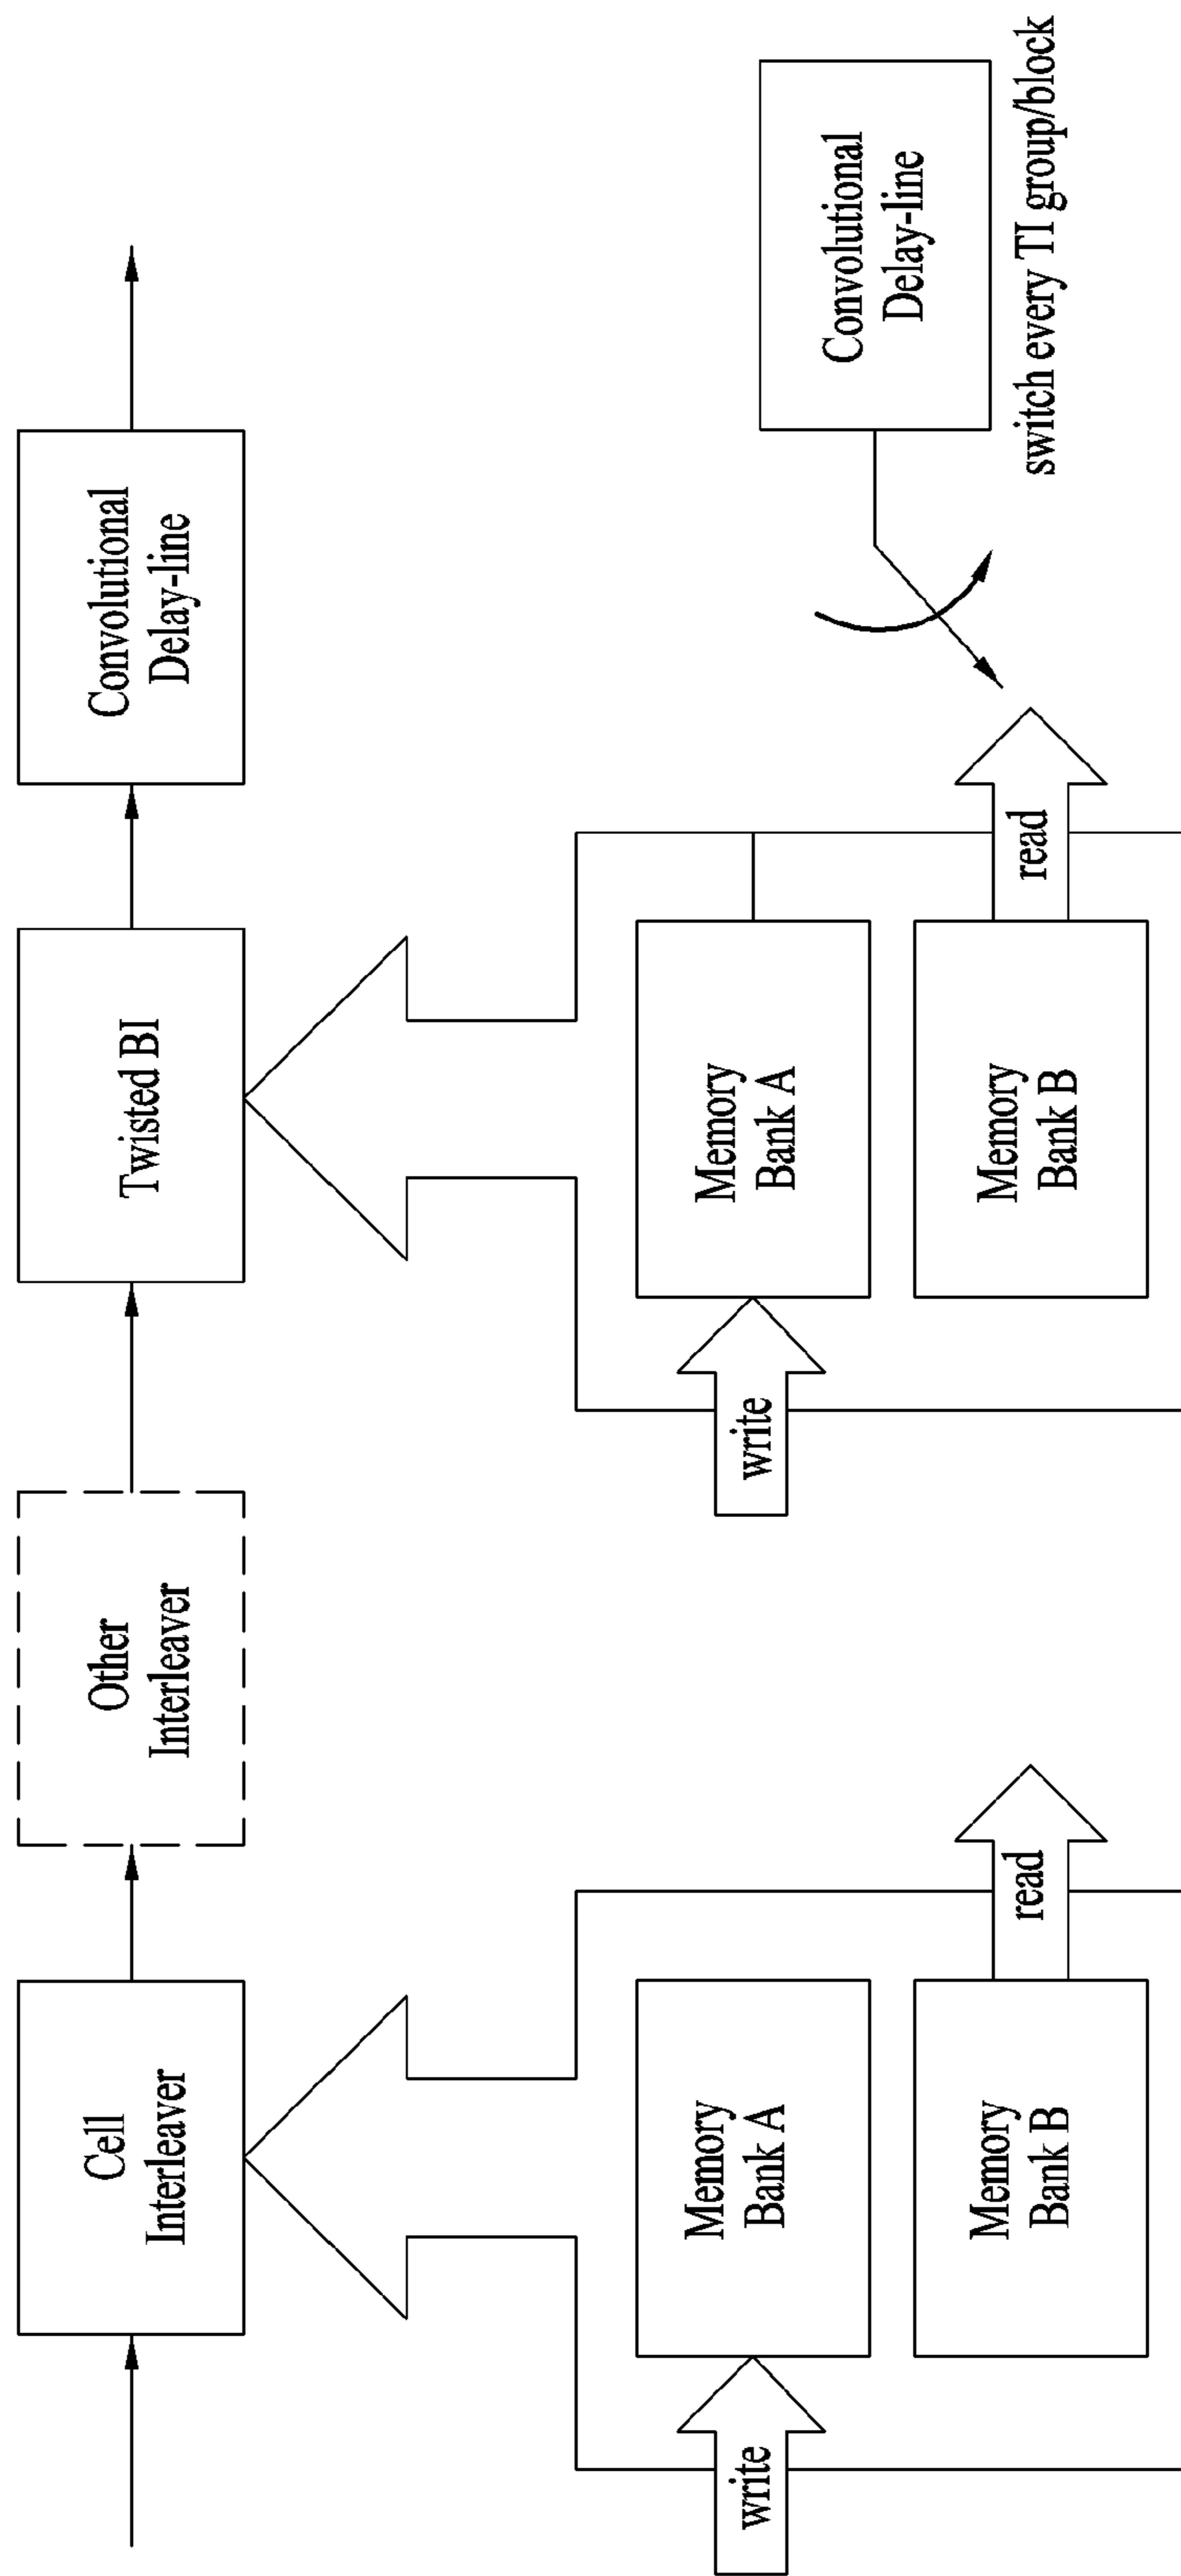 Cell
Interleaver
Other
Interleaver
Twisted BI
Convolutional
Delay-line
write
Memory
Bank A
Memory
Bank B
read
write
Memory
Bank A
Memory
Bank B
read
Convolutional
Delay-line
switch every TI group/block